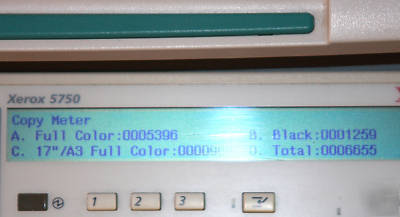 Xerox 5750
Copy Meter
A. Full Color:0005396 B. Black:0001259
C. 17"/A3 Full Color: D. Total:0006655
1 2 3